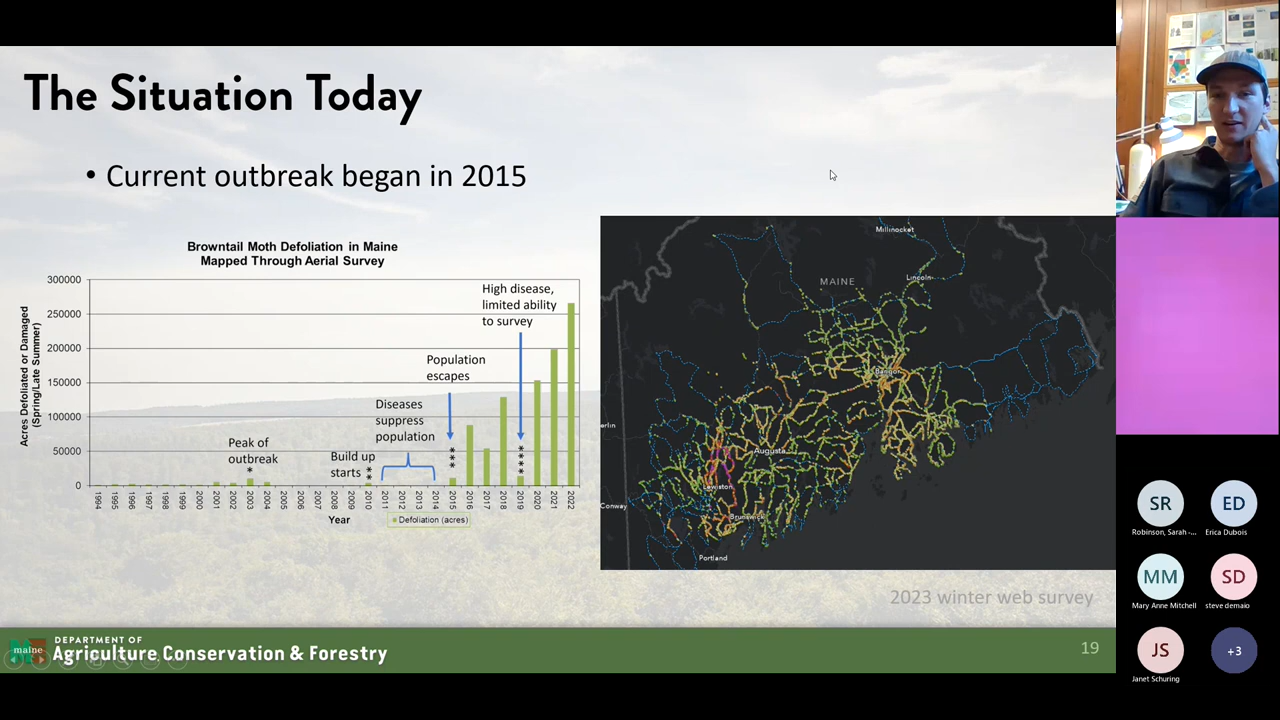 The Situation Today
• Current outbreak began in 2015
Browntail Moth Defoliation in Maine
Mapped Through Aerial Survey
Acres Defoliated or Damaged
(Spring/Late Summer)
300000
250000
200000
150000
100000
50000
0
High disease,
limited ability
to survey
Population
escapes
Diseases
suppress
population
Build up
starts
Peak of
outbreak
*
**
***
****
1994 1995 1996 1997 1998 1999 2000 2001 2002 2003 2004 2005 2006 2007 2008 2009 2010 2011 2012 2013 2014 2015 2016 2017 2018 2019 2020 2021 2022
Year
Defoliation (acres)
Millinocket
MAINE
Lincoln
Bangor
erlin
Augusta
Lewiston
Conway
Brunswick
Portland
2023 winter web survey
maine
DEPARTMENT OF
Agriculture Conservation & Forestry
19
SR
ED
Robinson, Sarah -...
Erica Dubois
MM
SD
Mary Anne Mitchell
steve demaio
JS
+3
Janet Schuring